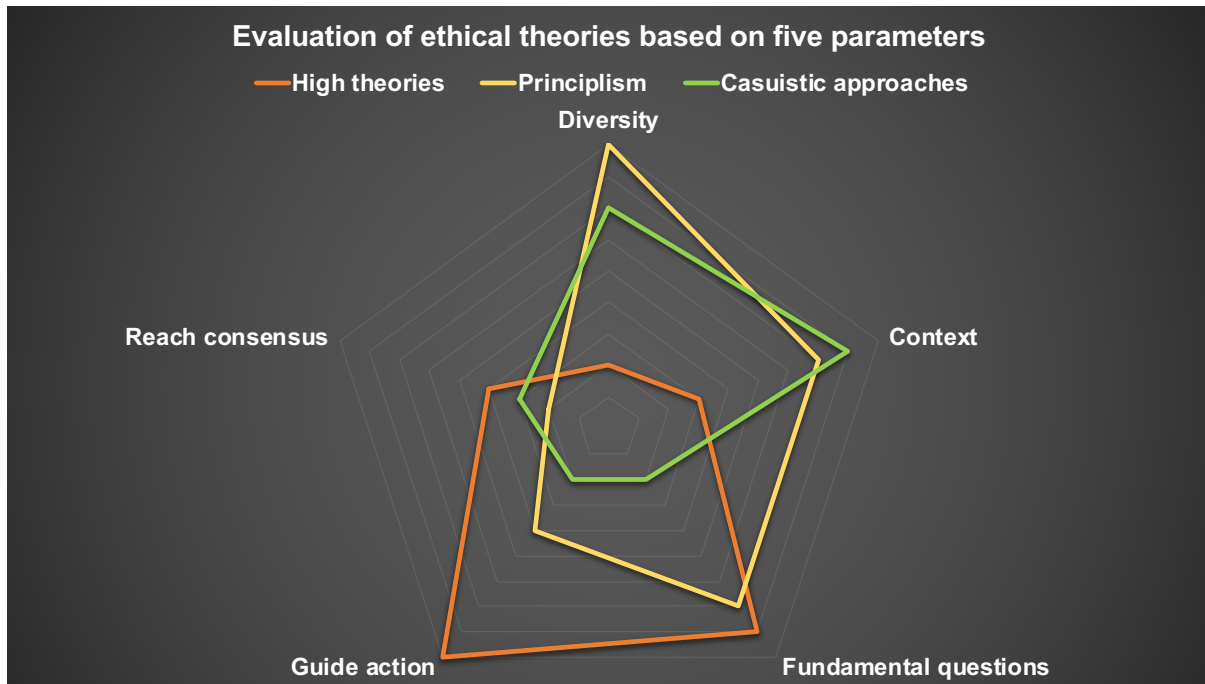 Evaluation of ethical theories based on five parameters
High theories Principlism Casuistic approaches
Diversity
Reach consensus
Context
Guide action
Fundamental questions